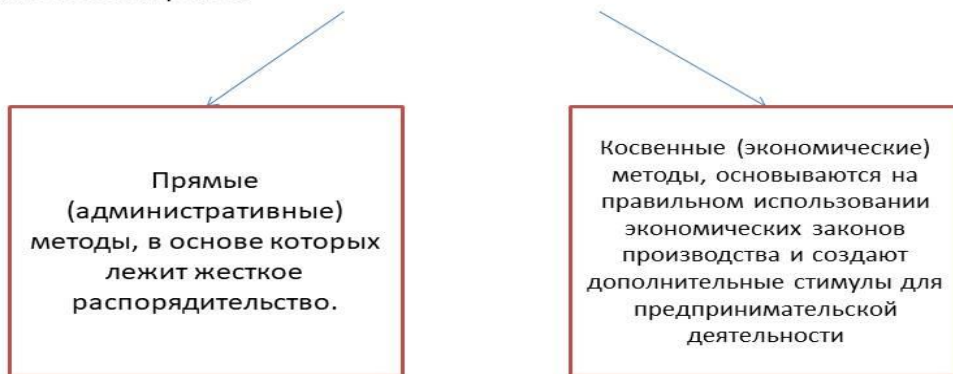 Прямые
(административные)
методы, в основе которых
лежит жесткое
распорядительство.
Косвенные (экономические)
методы, основываются на
правильном использовании
экономических законов
производства и создают
дополнительные стимулы для
предпринимательской
деятельности